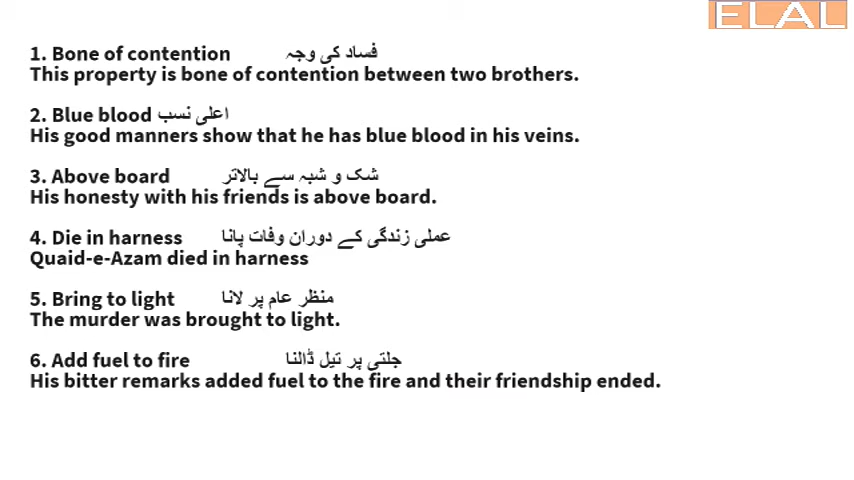 ELAL
1. Bone of contention فساد کی وجہ
This property is bone of contention between two brothers.
2. Blue blood اعلی نسب
His good manners show that he has blue blood in his veins.
3. Above board شک و شبہ سے بالاتر
His honesty with his friends is above board.
4. Die in harness عملی زندگی کے دوران وفات پانا
Quaid-e-Azam died in harness
5. Bring to light منظر عام پر لانا
The murder was brought to light.
6. Add fuel to fire جلتی پر تیل ڈالنا
His bitter remarks added fuel to the fire and their friendship ended.